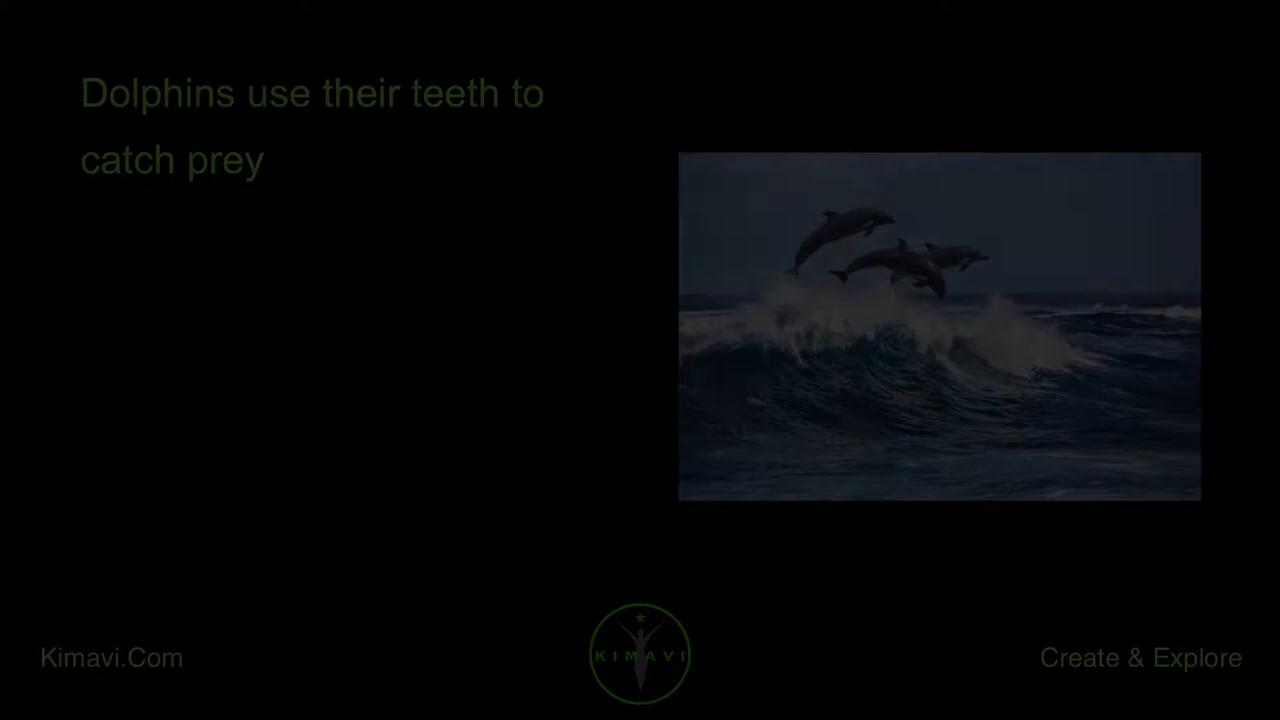 Dolphins use their teeth to
catch prey
Kimavi.Com
KIMAVI
Create & Explore